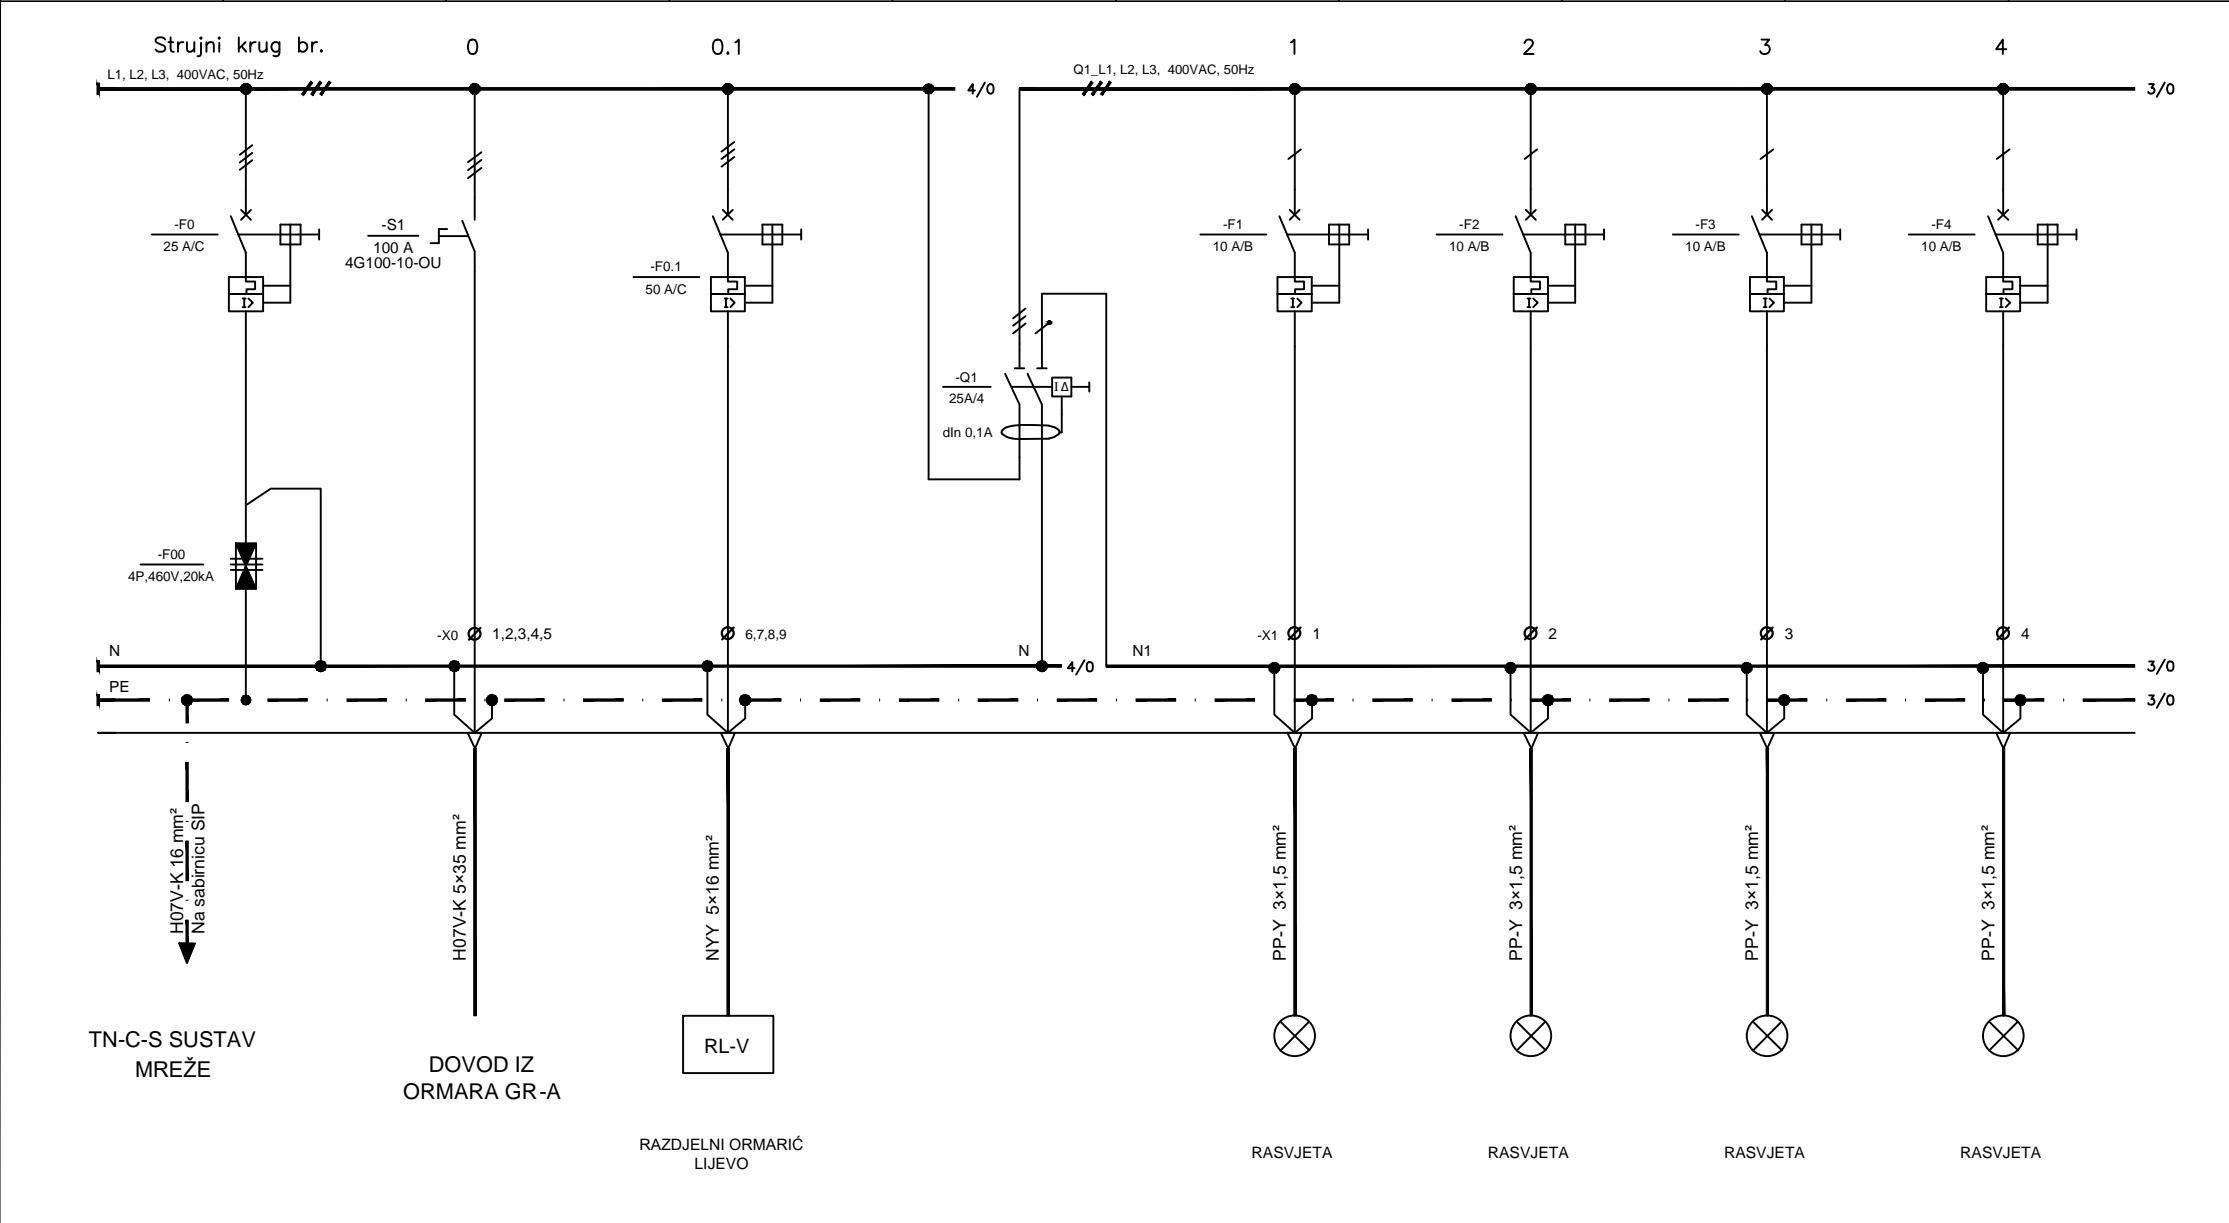 Strujni krug br.
0
0.1
1
2
3
4
L1, L2, L3, 400VAC, 50Hz
4/0
Q1_L1, L2, L3, 400VAC, 50Hz
3/0
-F0
25 A/C
I>
-S1
100 A
4G100-10-OU
-F0.1
50 A/C
I>
-F1
10 A/B
I>
-F2
10 A/B
I>
-F3
10 A/B
I>
-F4
10 A/B
I>
-Q1
25A/4
I Δ
dIn 0,1A
-F00
4P,460V,20kA
-X0
1,2,3,4,5
6,7,8,9
-X1
1
2
3
4
N
N
4/0
N1
3/0
PE
3/0
H07V-K 16 mm²
Na sabirnicu SIP
H07V-K 5×35 mm²
NYY 5×16 mm²
PP-Y 3×1,5 mm²
PP-Y 3×1,5 mm²
PP-Y 3×1,5 mm²
PP-Y 3×1,5 mm²
TN-C-S SUSTAV
MREŽE
DOVOD IZ
ORMARA GR-A
RL-V
RAZDJELNI ORMARIĆ
LIJEVO
RASVJETA
RASVJETA
RASVJETA
RASVJETA